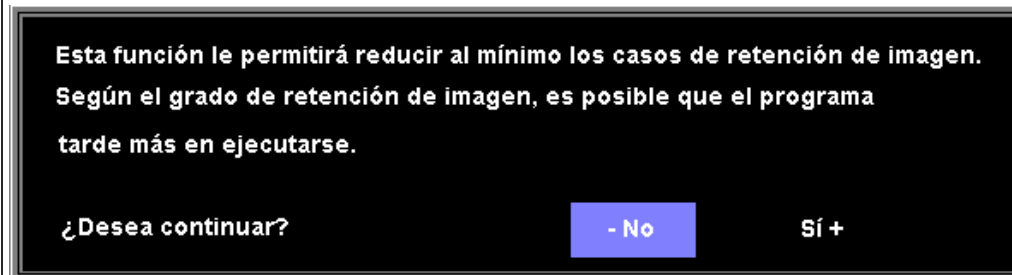 Esta función le permitirá reducir al mínimo los casos de retención de imagen.
Según el grado de retención de imagen, es posible que el programa
tarde más en ejecutarse.
¿Desea continuar? - No Sí +